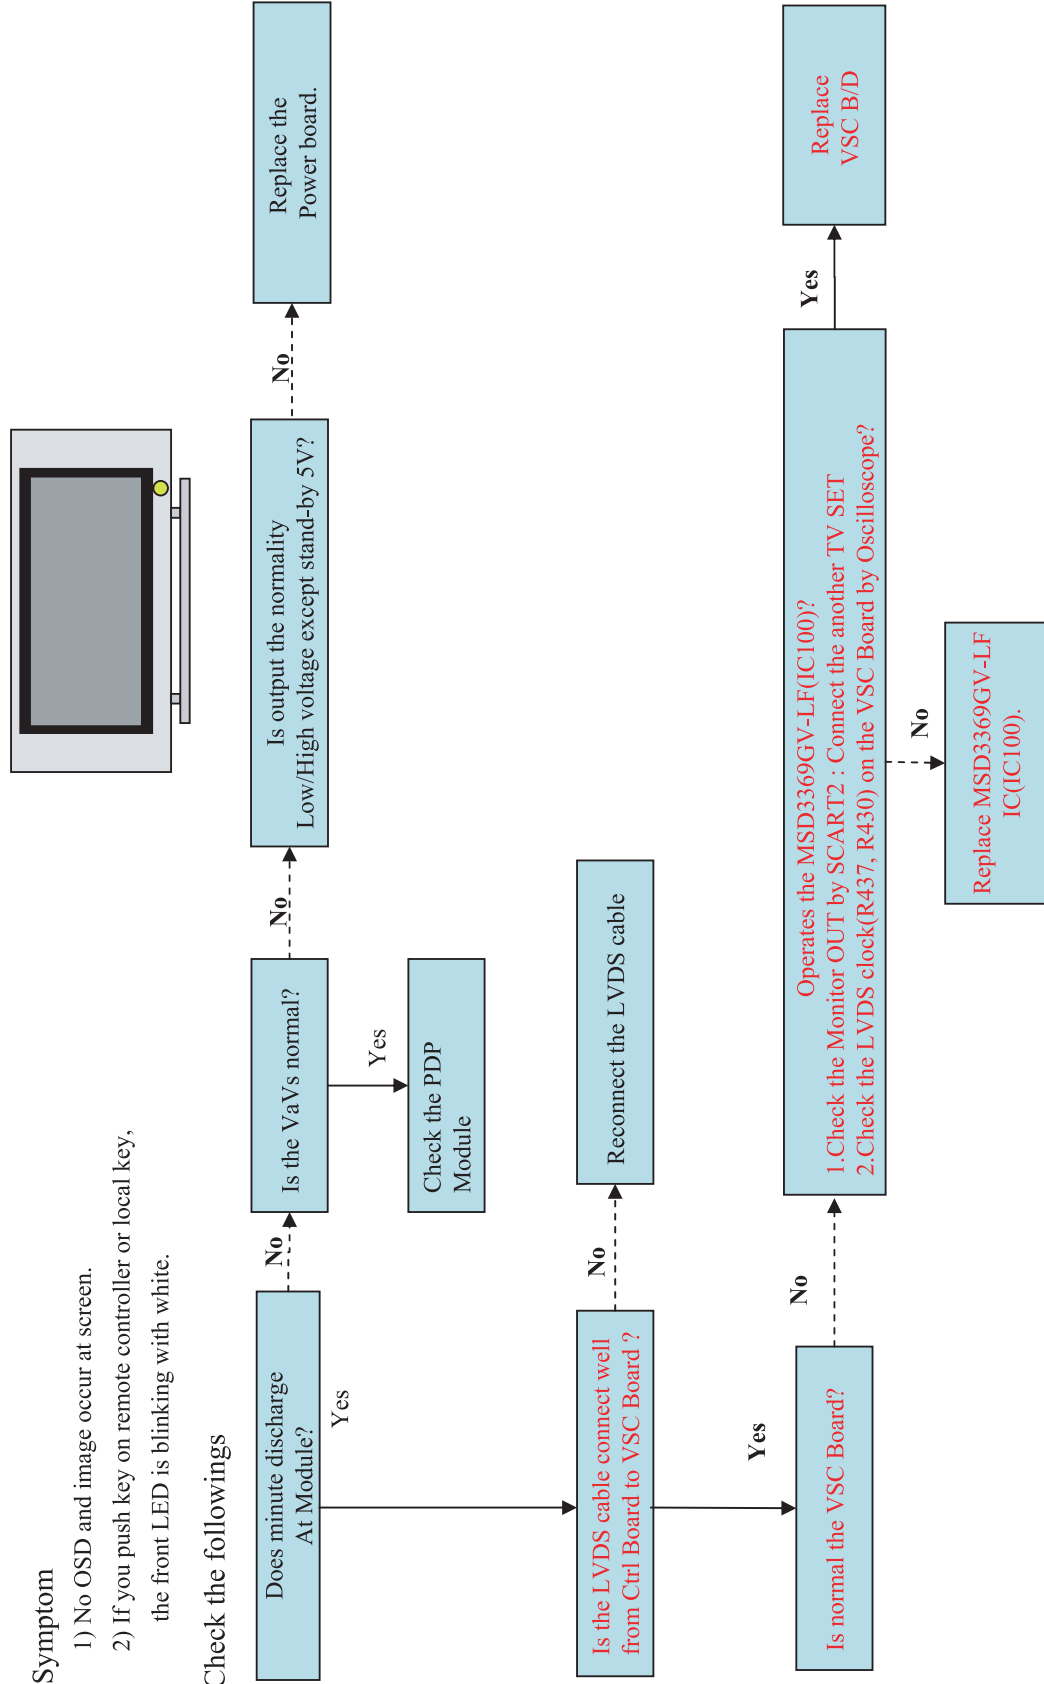 Symptom
1) No OSD and image occur at screen.
2) If you push key on remote controller or local key,
the front LED is blinking with white.
Check the followings
Does minute discharge
At Module?
No
Is the VaVs normal?
No
Is output the normality
Low/High voltage except stand-by 5V?
No
Replace the
Power board.
Yes
Yes
Check the PDP
Module
Is the LVDS cable connect well
from Ctrl Board to VSC Board ?
No
Reconnect the LVDS cable
Yes
Is normal the VSC Board?
No
Operates the MSD3369GV-LF(IC100)?
1.Check the Monitor OUT by SCART2 : Connect the another TV SET
2.Check the LVDS clock(R437, R430) on the VSC Board by Oscilloscope?
Yes
Replace
VSC B/D
No
Replace MSD3369GV-LF
IC(IC100).